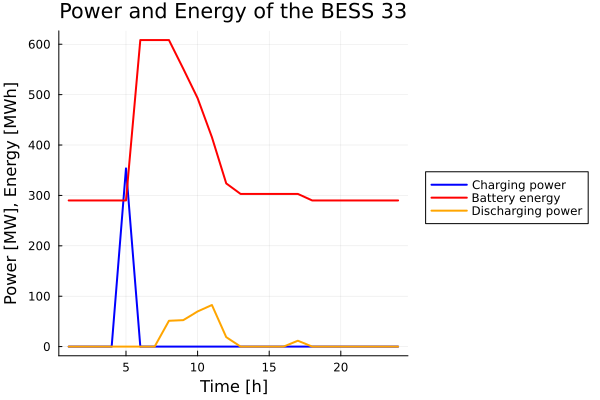 Power and Energy of the BESS 33
Power [MW], Energy [MWh]
600
500
400
300
200
100
0
5
10
15
20
Time [h]
Charging power
Battery energy
Discharging power